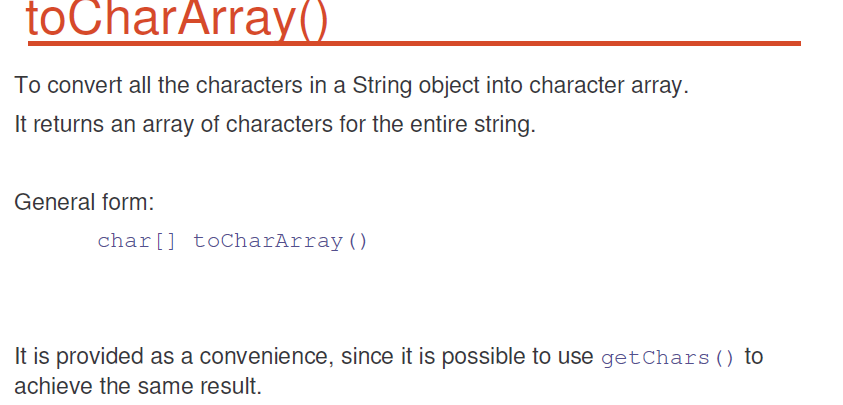 toCharArray()
To convert all the characters in a String object into character array.
It returns an array of characters for the entire string.
General form:
char[] toCharArray()
It is provided as a convenience, since it is possible to use getChars() to
achieve the same result.